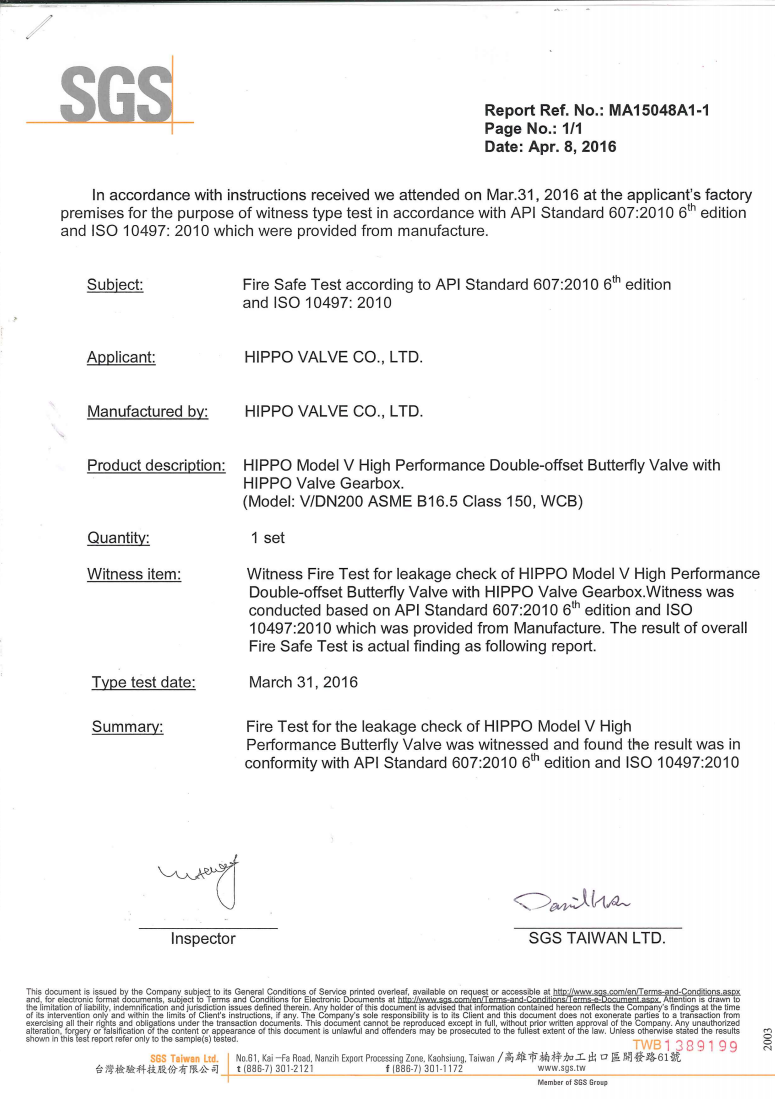 SGS
Report Ref. No.: MA15048A1-1
Page No.: 1/1
Date: Apr. 8, 2016
In accordance with instructions received we attended on Mar.31, 2016 at the applicant's factory
premises for the purpose of witness type test in accordance with API Standard 607:2010 6th edition
and ISO 10497: 2010 which were provided from manufacture.
Subject: Fire Safe Test according to API Standard 607:2010 6th edition
and ISO 10497: 2010
Applicant: HIPPO VALVE CO., LTD.
Manufactured by: HIPPO VALVE CO., LTD.
Product description: HIPPO Model V High Performance Double-offset Butterfly Valve with
HIPPO Valve Gearbox.
(Model: V/DN200 ASME B16.5 Class 150, WCB)
Quantity: 1 set
Witness item: Witness Fire Test for leakage check of HIPPO Model V High Performance
Double-offset Butterfly Valve with HIPPO Valve Gearbox.Witness was
conducted based on API Standard 607:2010 6th edition and ISO
10497:2010 which was provided from Manufacture. The result of overall
Fire Safe Test is actual finding as following report.
Type test date: March 31, 2016
Summary: Fire Test for the leakage check of HIPPO Model V High
Performance Butterfly Valve was witnessed and found the result was in
conformity with API Standard 607:2010 6th edition and ISO 10497:2010
Inspector
SGS TAIWAN LTD.
This document is issued by the Company subject to its General Conditions of Service printed overleaf, available on request or accessible at http://www.sgs.com/en/Terms-and-Conditions.aspx
and, for electronic format documents, subject to Terms and Conditions for Electronic Documents at http://www.sgs.com/en/Terms-and-Conditions/Terms-e-Document.aspx. Attention is drawn to
the limitation of liability, indemnification and jurisdiction issues defined therein. Any holder of this document is advised that information contained hereon reflects the Company's findings at the time
of its intervention only and within the limits of Client's instructions, if any. The Company's sole responsibility is to its Client and this document does not exonerate parties to a transaction from
exercising all their rights and obligations under the transaction documents. This document cannot be reproduced except in full, without prior written approval of the Company. Any unauthorized
alteration, forgery or falsification of the content or appearance of this document is unlawful and offenders may be prosecuted to the fullest extent of the law. Unless otherwise stated the results
shown in this test report refer only to the sample(s) tested.
TWB1389199
2003
SGS Taiwan Ltd. No.61, Kai-Fa Road, Nanzih Export Processing Zone, Kaohsiung, Taiwan /高雄市楠梓加工出口區開發路61號
台灣檢驗科技股份有限公司 t (886-7) 301-2121 f (886-7) 301-1172 www.sgs.tw
Member of SGS Group